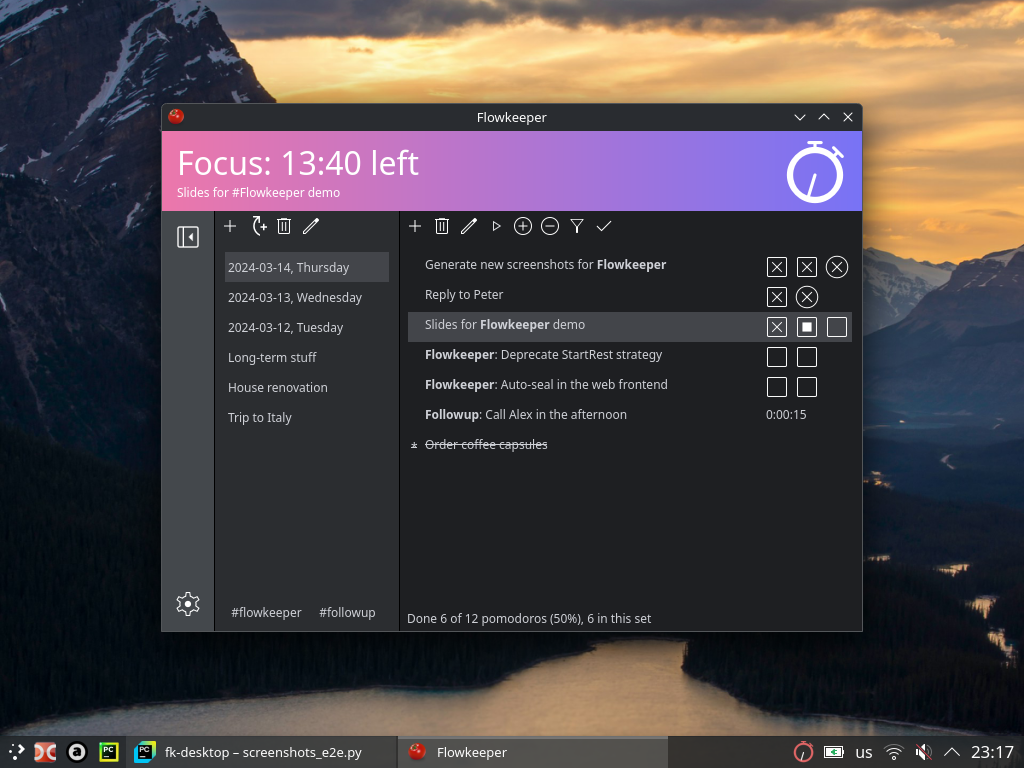 Flowkeeper
Focus: 13:40 left
Slides for #Flowkeeper demo
2024-03-14, Thursday
2024-03-13, Wednesday
2024-03-12, Tuesday
Long-term stuff
House renovation
Trip to Italy
#flowkeeper #followup
Generate new screenshots for Flowkeeper
Reply to Peter
Slides for Flowkeeper demo
Flowkeeper: Deprecate StartRest strategy
Flowkeeper: Auto-seal in the web frontend
Followup: Call Alex in the afternoon 0:00:15
Order coffee capsules
Done 6 of 12 pomodoros (50%), 6 in this set
a PC PC fk-desktop – screenshots_e2e.py Flowkeeper us 23:17